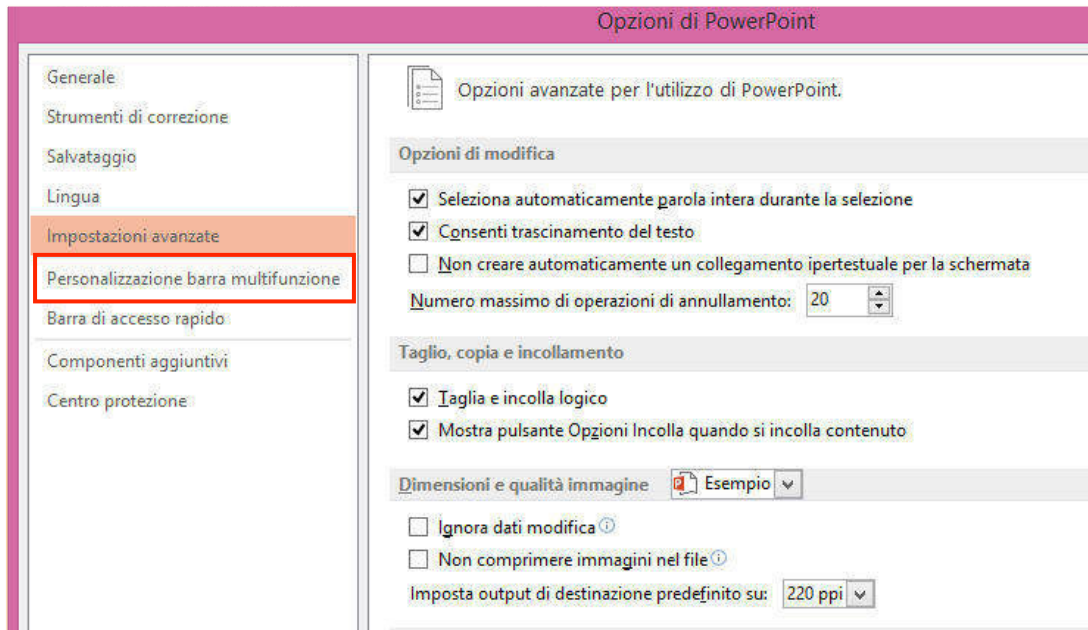 Opzioni di PowerPoint
Generale
Strumenti di correzione
Salvataggio
Lingua
Impostazioni avanzate
Personalizzazione barra multifunzione
Barra di accesso rapido
Componenti aggiuntivi
Centro protezione
Opzioni avanzate per l'utilizzo di PowerPoint.
Opzioni di modifica
Seleziona automaticamente parola intera durante la selezione
Consenti trascinamento del testo
Non creare automaticamente un collegamento ipertestuale per la schermata
Numero massimo di operazioni di annullamento: 20
Taglio, copia e incollamento
Taglia e incolla logico
Mostra pulsante Opzioni Incolla quando si incolla contenuto
Dimensioni e qualità immagine Esempio
Ignora dati modifica
Non comprimere immagini nel file
Imposta output di destinazione predefinito su: 220 ppi